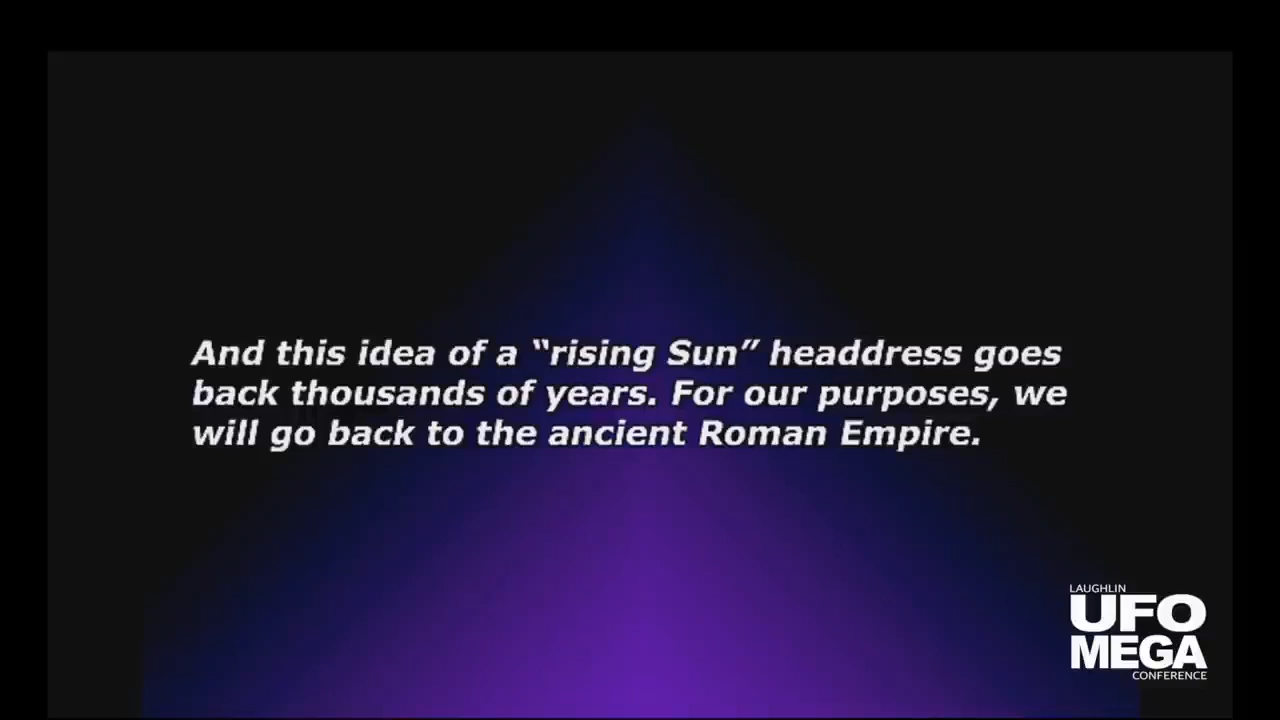 And this idea of a “rising Sun” headdress goes
back thousands of years. For our purposes, we
will go back to the ancient Roman Empire.
LAUGHLIN
UFO
MEGA
CONFERENCE